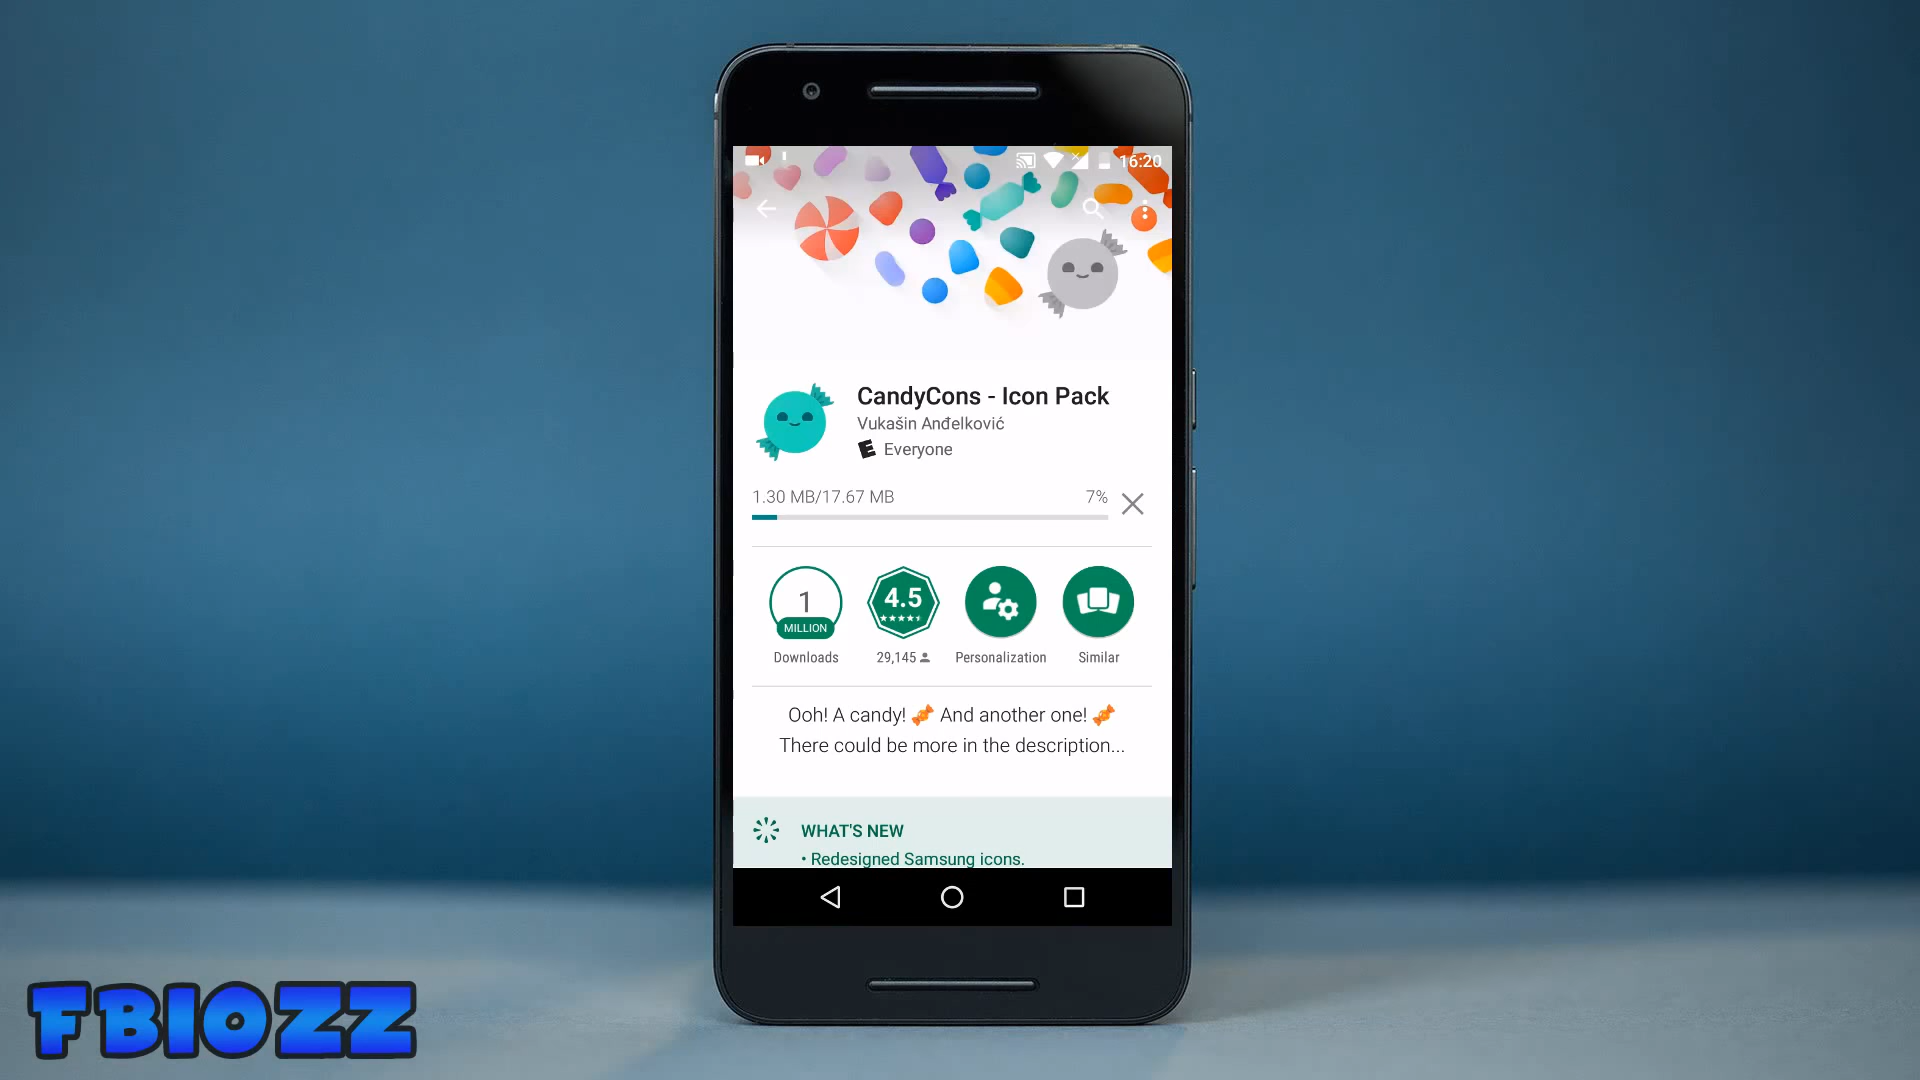 16:20
CandyCons - Icon Pack
Vukašin Anđelković
E Everyone
1.30 MB/17.67 MB 7%
1 MILLION
4.5
Downloads
29,145
Personalization
Similar
Ooh! A candy! 🍬 And another one! 🍬
There could be more in the description...
WHAT'S NEW
• Redesigned Samsung icons.
FBIOZZ